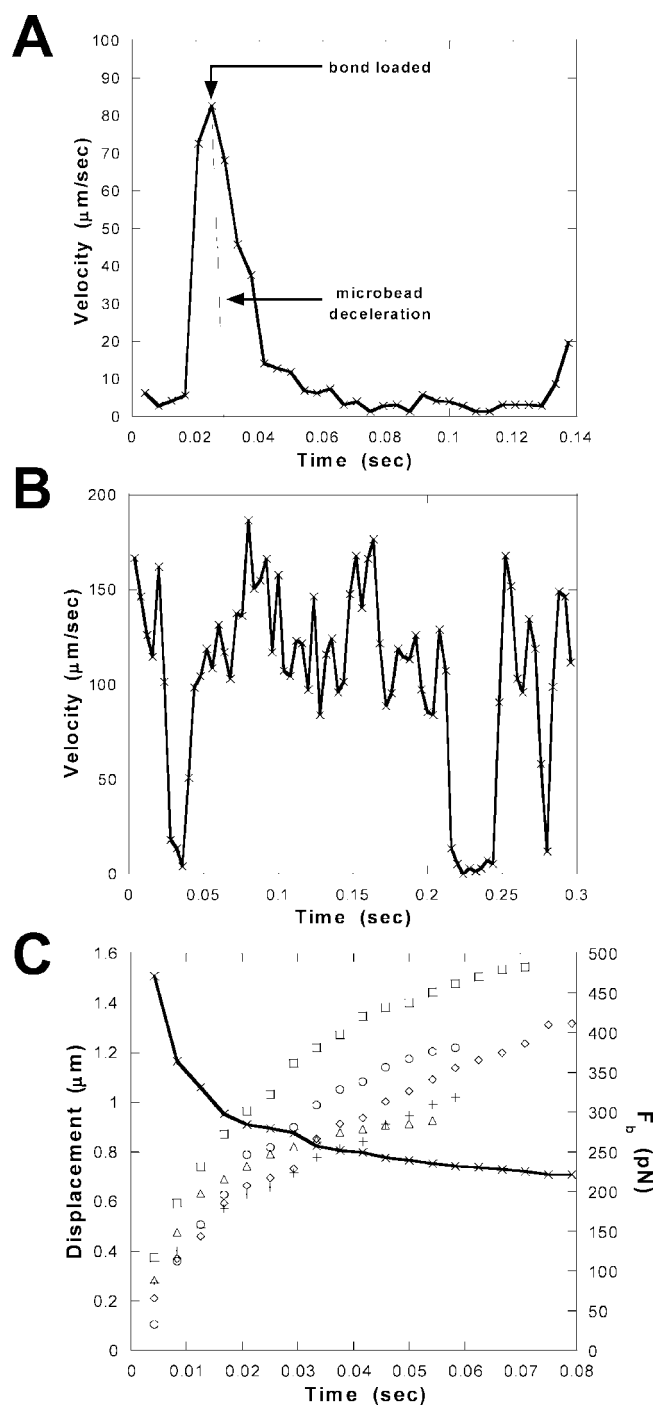 A
100
90
80
70
60
50
40
30
20
10
0
Velocity (μm/sec)
bond loaded
microbead
deceleration
0 0.02 0.04 0.06 0.08 0.1 0.12 0.14
Time (sec)
B
200
150
100
50
0
Velocity (μm/sec)
0 0.05 0.1 0.15 0.2 0.25 0.3
Time (sec)
C
1.6
1.4
1.2
1
0.8
0.6
0.4
0.2
0
Displacement (μm)
500
450
400
350
300
250
200
150
100
50
0
F_b (pN)
0 0.01 0.02 0.03 0.04 0.05 0.06 0.07 0.08
Time (sec)